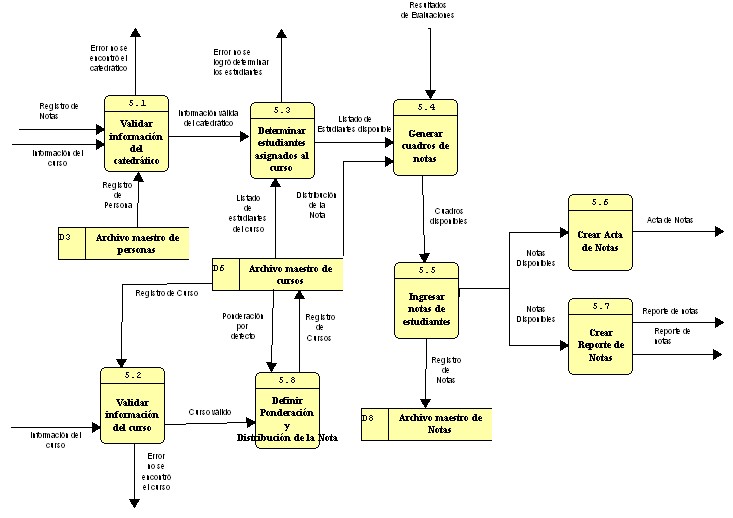 Resultados
de Evaluaciones
Error no se
encontró el
catedrático
Error no se
logró determinar
los estudiantes
5.1
Validar
información
del
catedrático
Registro de
Notas
Información del
curso
Información válida
del catedrático
5.3
Determinar
estudiantes
asignados al
curso
Listado de
Estudiantes disponible
5.4
Generar
cuadros de
notas
Registro
de
Persona
Listado
de
estudiantes
del curso
Distribución
de la
Nota
D3
Archivo maestro de
personas
Cuadros
disponibles
5.6
Crear Acta
de Notas
Acta de Notas
D6
Archivo maestro de
cursos
Notas
Disponibles
5.5
Ingresar
notas de
estudiantes
Registro de Curso
Ponderación
por
defecto
Registro
de
Cursos
Notas
Disponibles
5.7
Crear
Reporte de
Notas
Reporte de notas
Reporte de
notas
Registro
de
Notas
5.2
Validar
información
del curso
Curso válido
5.8
Definir
Ponderación
y
Distribución de la Nota
D8
Archivo maestro de
Notas
Información del
curso
Error
no se
encontró
el curso